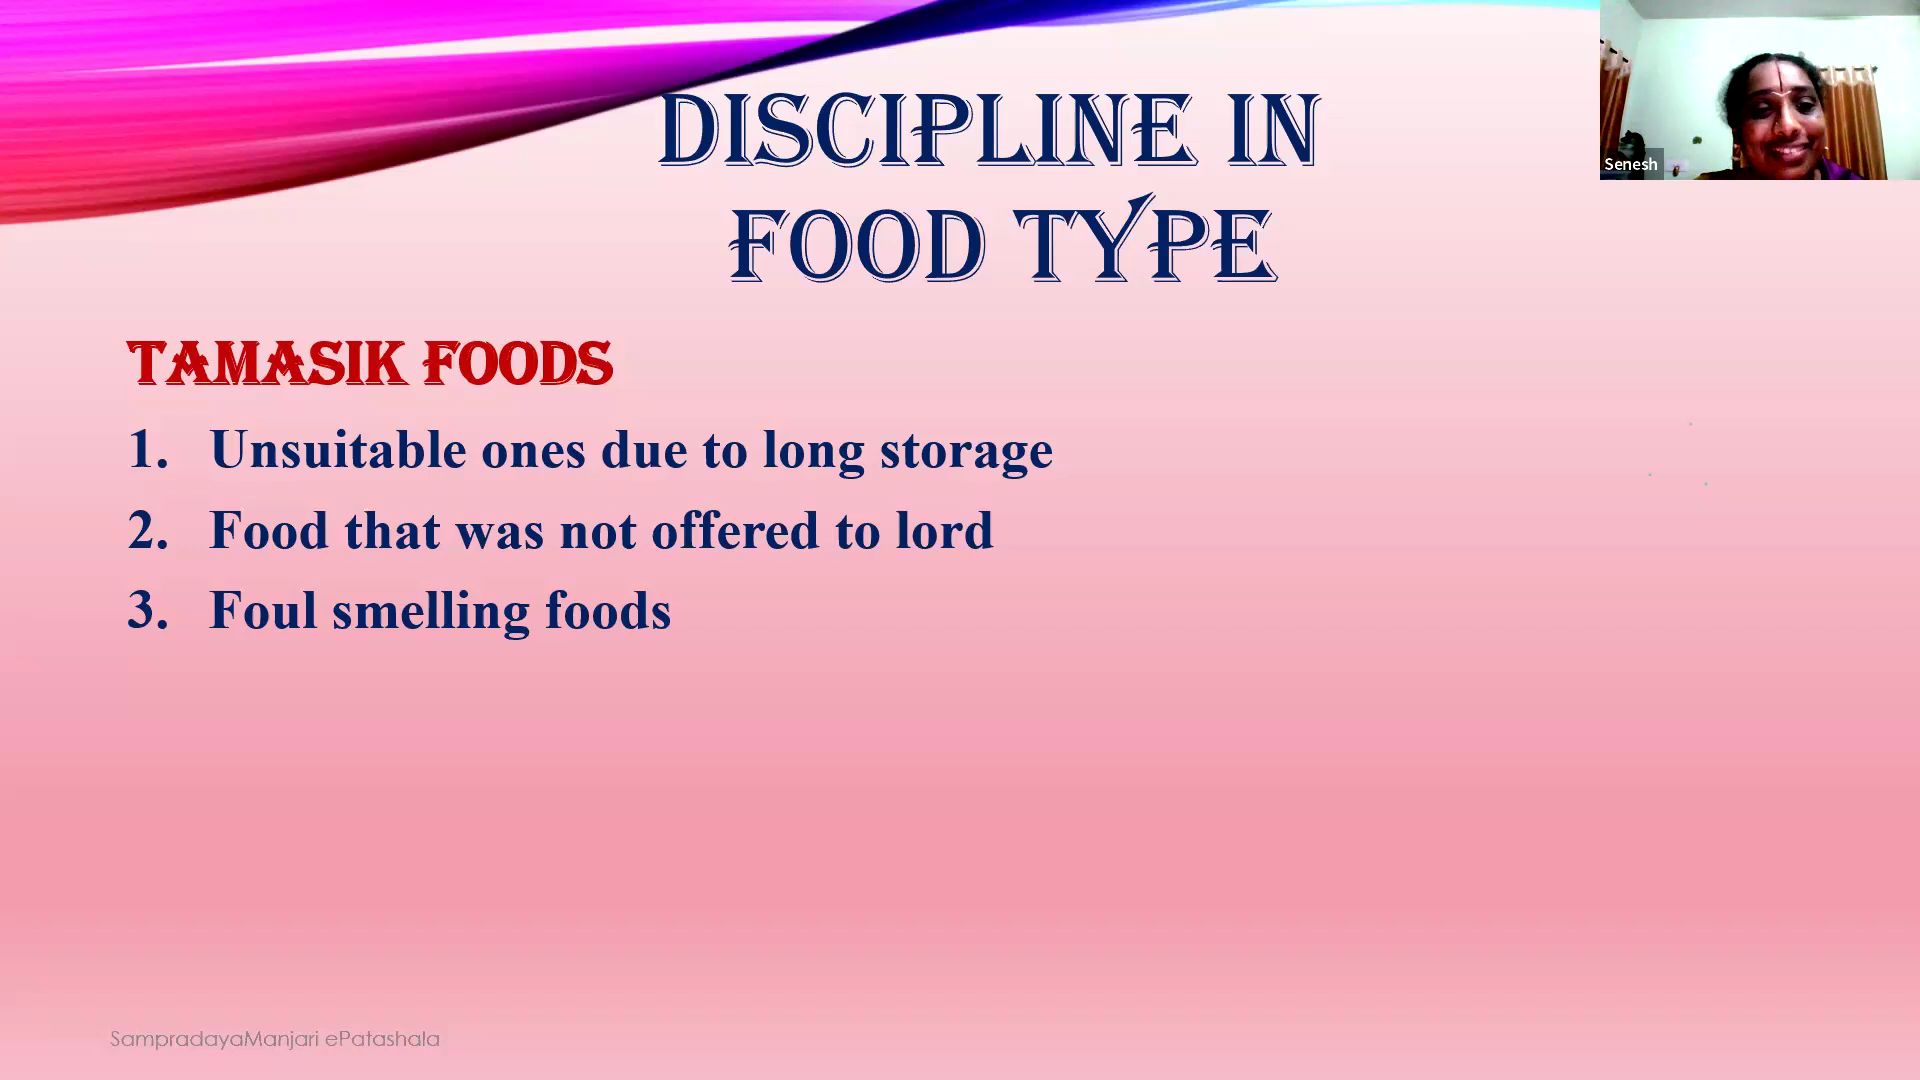 DISCIPLINE IN
FOOD TYPE
Senesh
TAMASIK FOODS
1. Unsuitable ones due to long storage
2. Food that was not offered to lord
3. Foul smelling foods
SampradayaManjari ePatashala